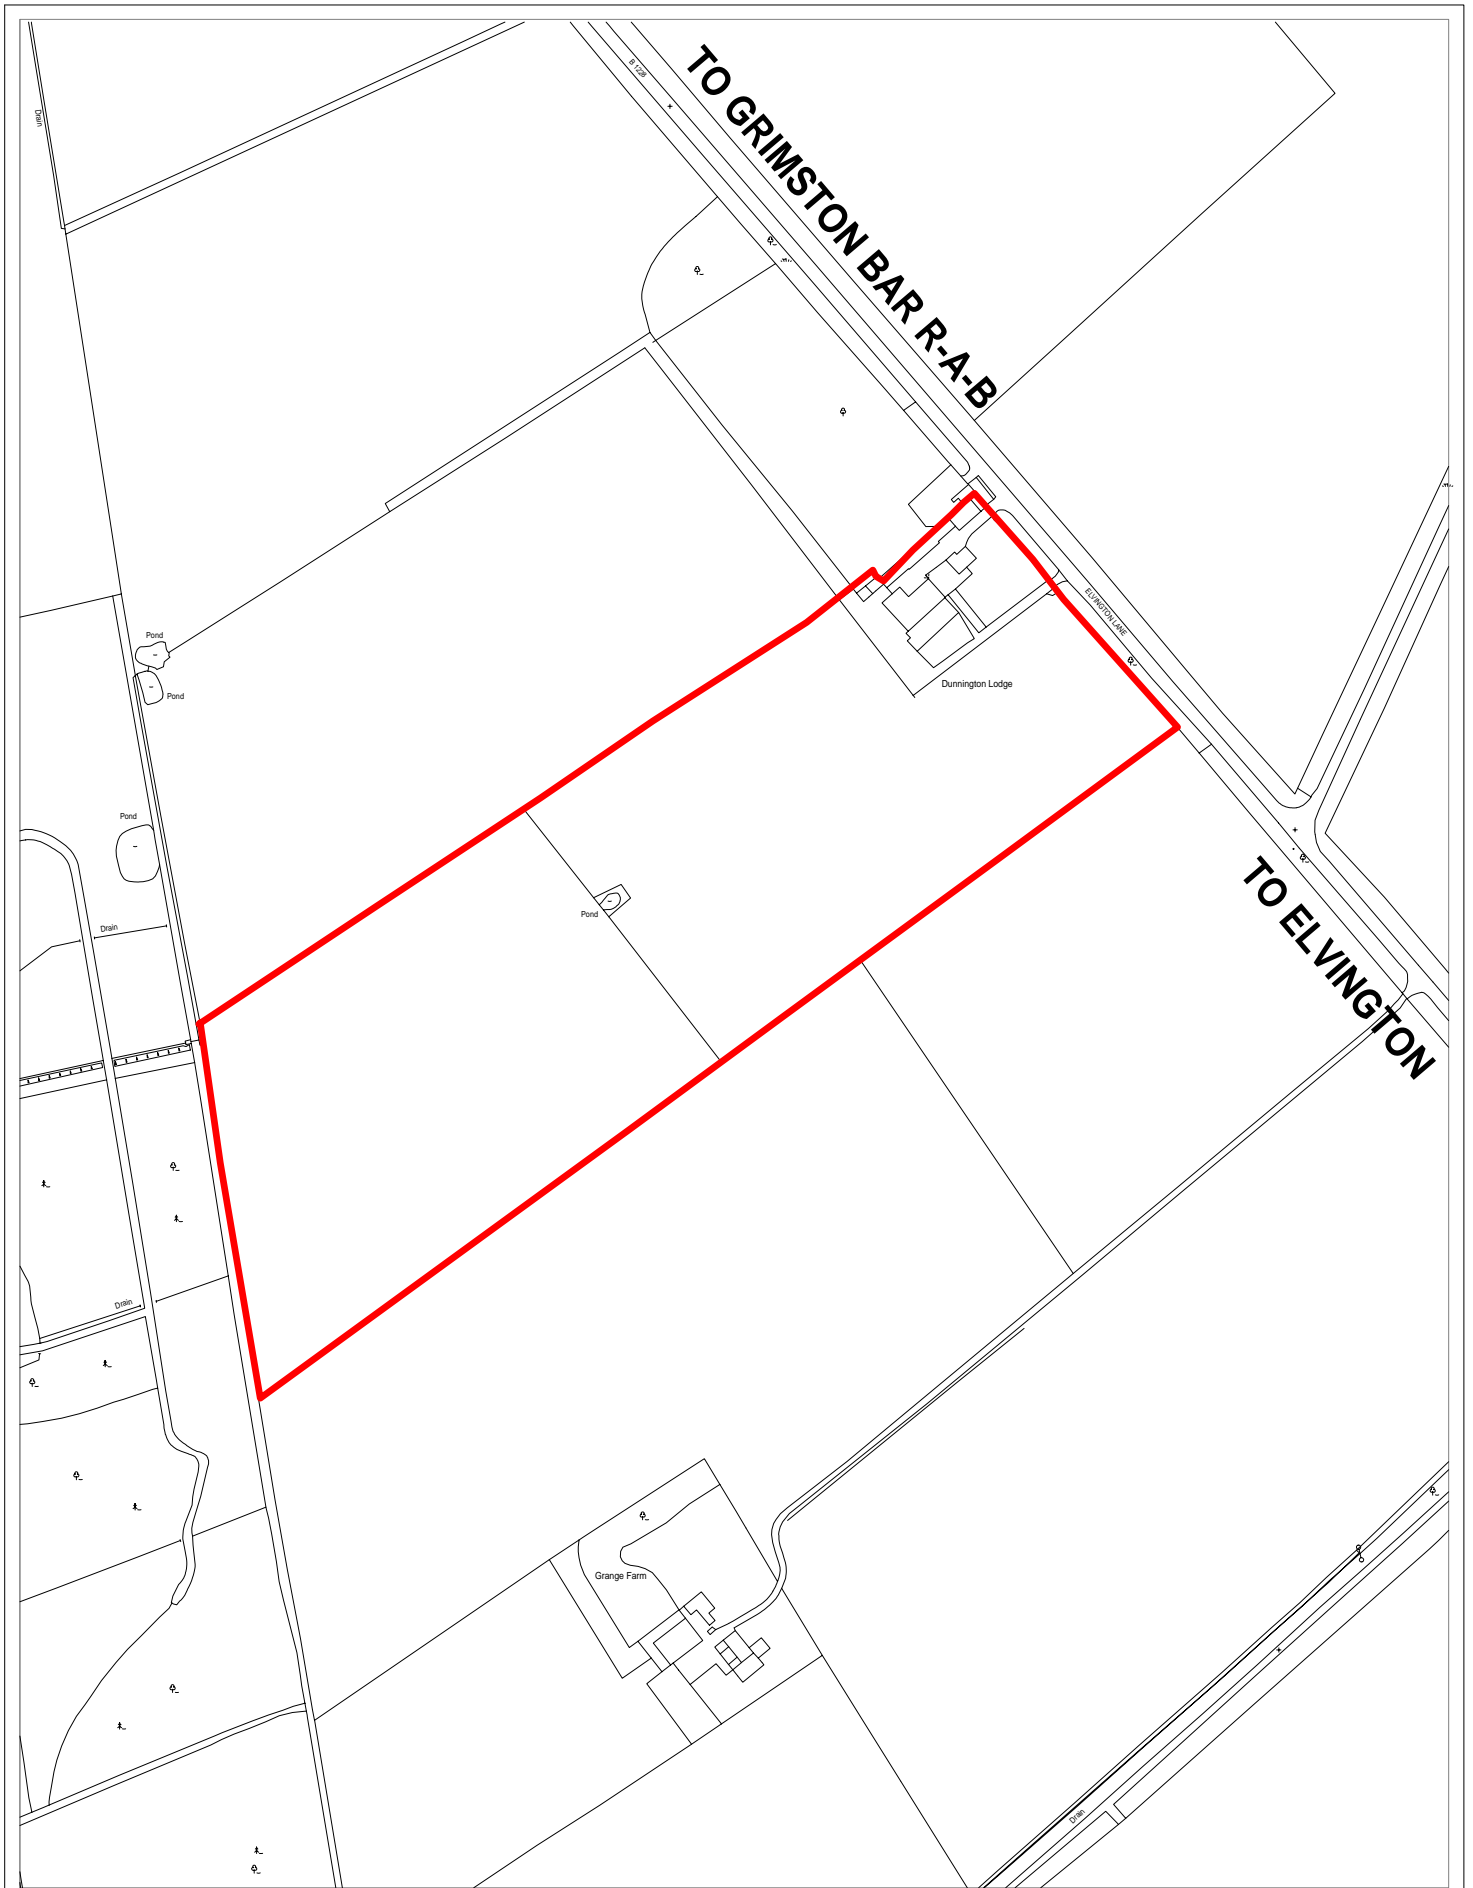 B 1228
Drain
TO GRIMSTON BAR R-A-B
ELVINGTON LANE
Pond
Pond
Dunnington Lodge
Pond
Pond
Drain
TO ELVINGTON
Drain
Grange Farm
Drain